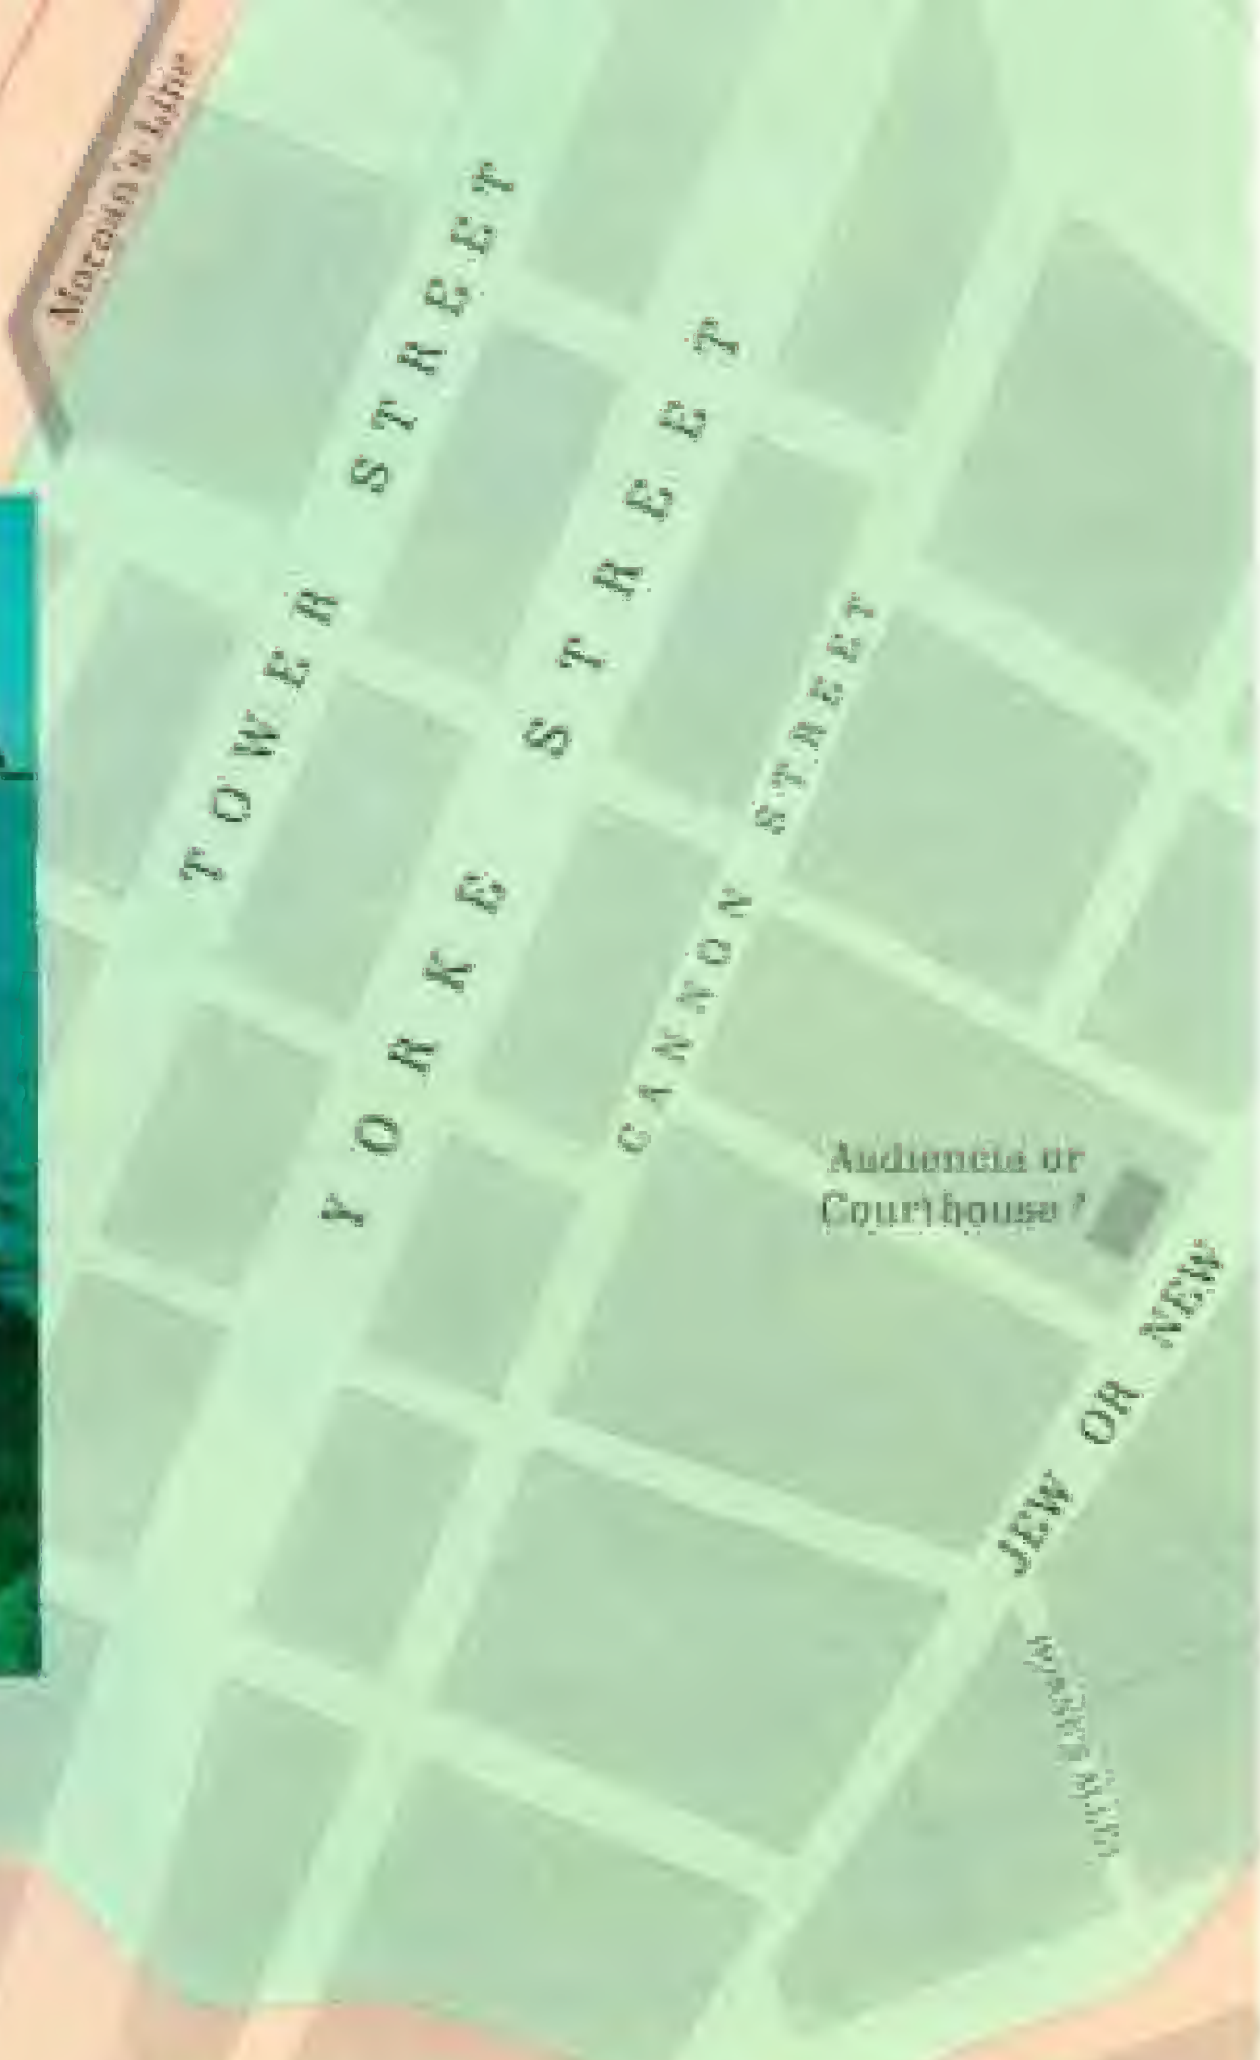 Morgan's Line
TOWER STREET
YORKE STREET
CANNON STREET
Audiencia or
Courthouse?
JEW OR NEW